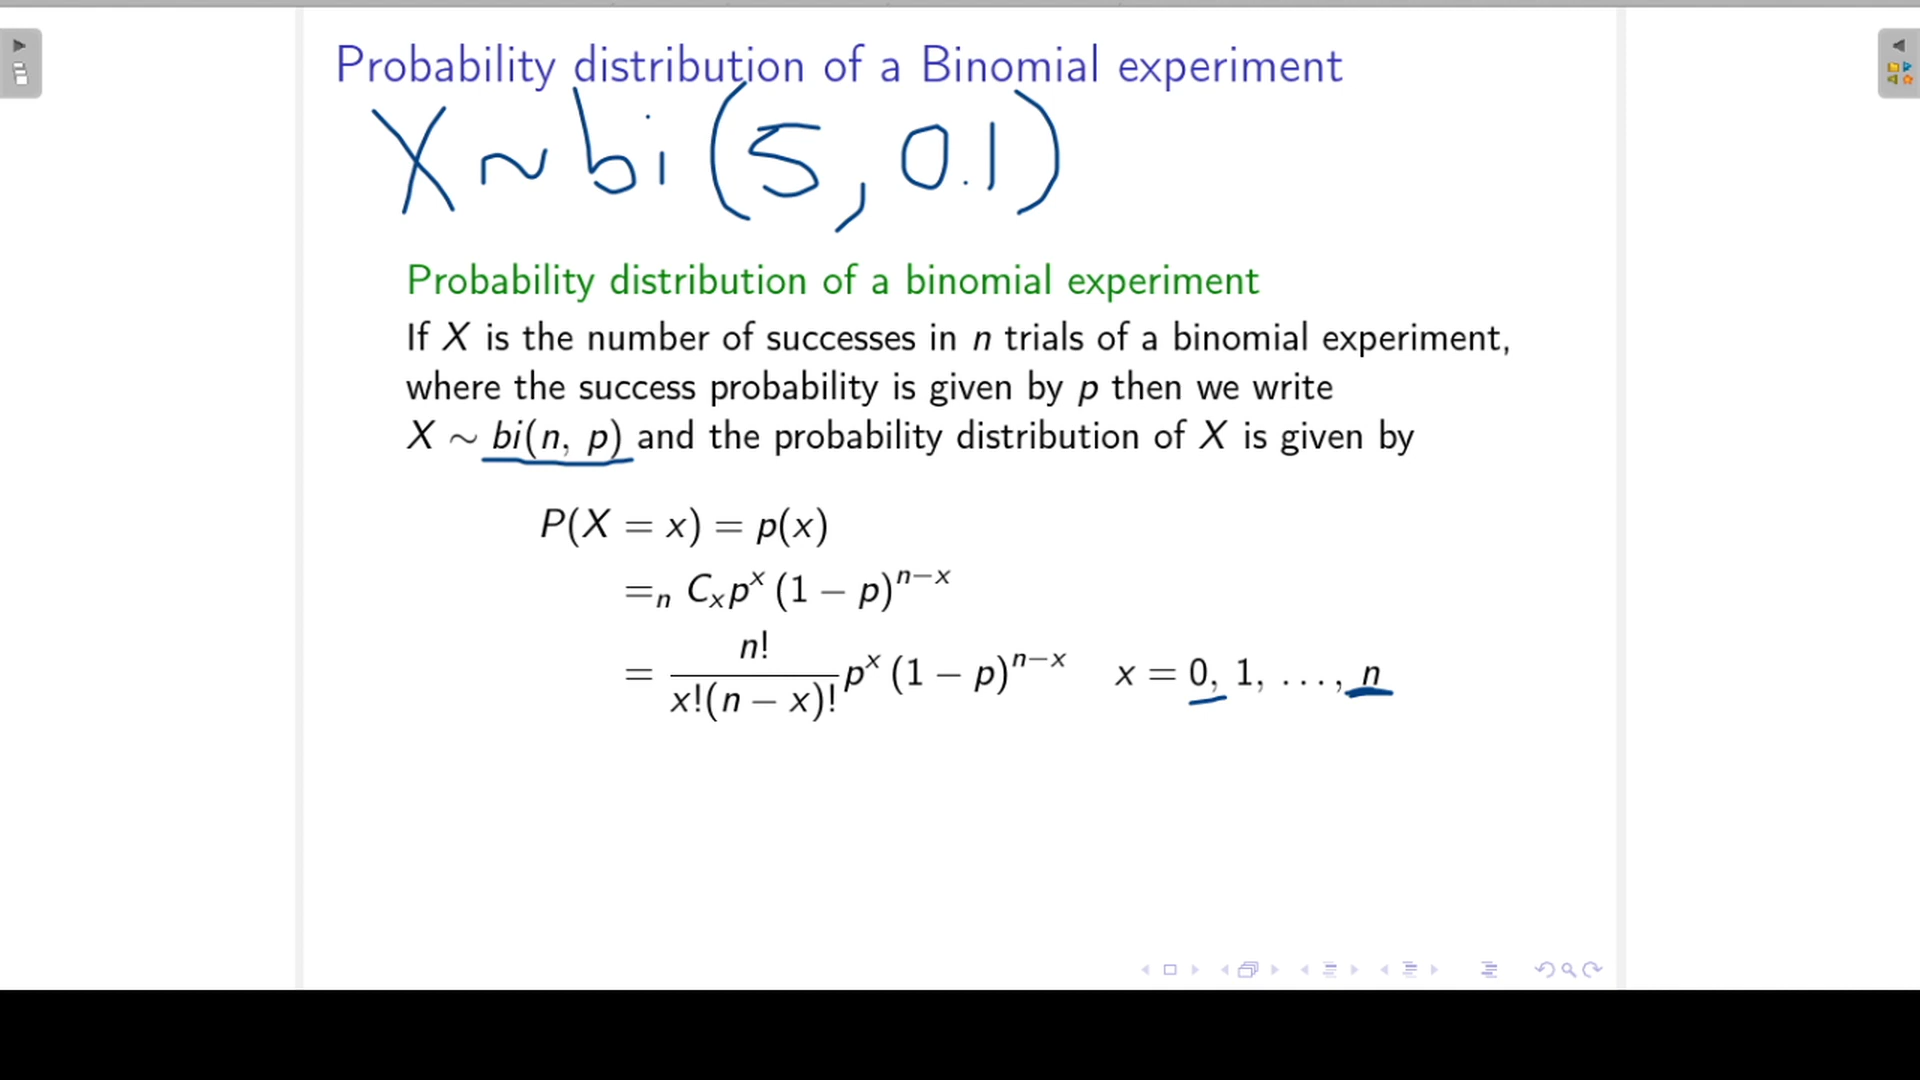 Probability distribution of a Binomial experiment
X ~ bi (5, 0.1)
Probability distribution of a binomial experiment
If X is the number of successes in n trials of a binomial experiment,
where the success probability is given by p then we write
X ∼ bi(n, p) and the probability distribution of X is given by
P(X = x) = p(x)
=ₙ Cₓpˣ (1 − p)ⁿ⁻ˣ
= n! / x!(n − x)! pˣ (1 − p)ⁿ⁻ˣ x = 0, 1, . . . , n